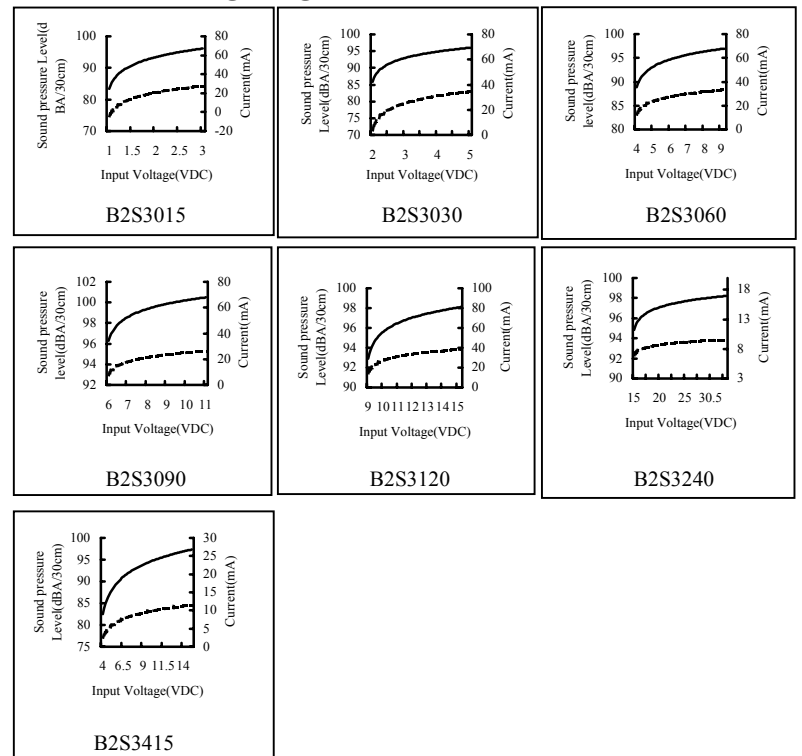 Sound pressure Level(d
BA/30cm)
100
90
80
70
80
60
40
20
0
-20
Current(mA)
1 1.5 2 2.5 3
Input Voltage(VDC)
B2S3015
Sound pressure
Level(dBA/30cm)
100
95
90
85
80
75
70
80
60
40
20
0
Current(mA)
2 3 4 5
Input Voltage(VDC)
B2S3030
Sound pressure
level(dBA/30cm)
100
95
90
85
80
80
60
40
20
0
Current(mA)
4 5 6 7 8 9
Input Voltage(VDC)
B2S3060
Sound pressure
level(dBA/30cm)
102
100
98
96
94
92
80
60
40
20
0
Current(mA)
6 7 8 9 10 11
Input Voltage(VDC)
B2S3090
Sound pressure
Level(dBA/30cm)
100
98
96
94
92
90
100
80
60
40
20
0
Current(mA)
9 10 11 12 13 14 15
Input Voltage(VDC)
B2S3120
Sound pressure
Level(dBA/30cm)
100
98
96
94
92
90
18
13
8
3
Current(mA)
15 20 25 30.5
Input Voltage(VDC)
B2S3240
Sound pressure
Level(dBA/30cm)
100
95
90
85
80
75
30
25
20
15
10
5
0
Current(mA)
4 6.5 9 11.5 14
Input Voltage(VDC)
B2S3415